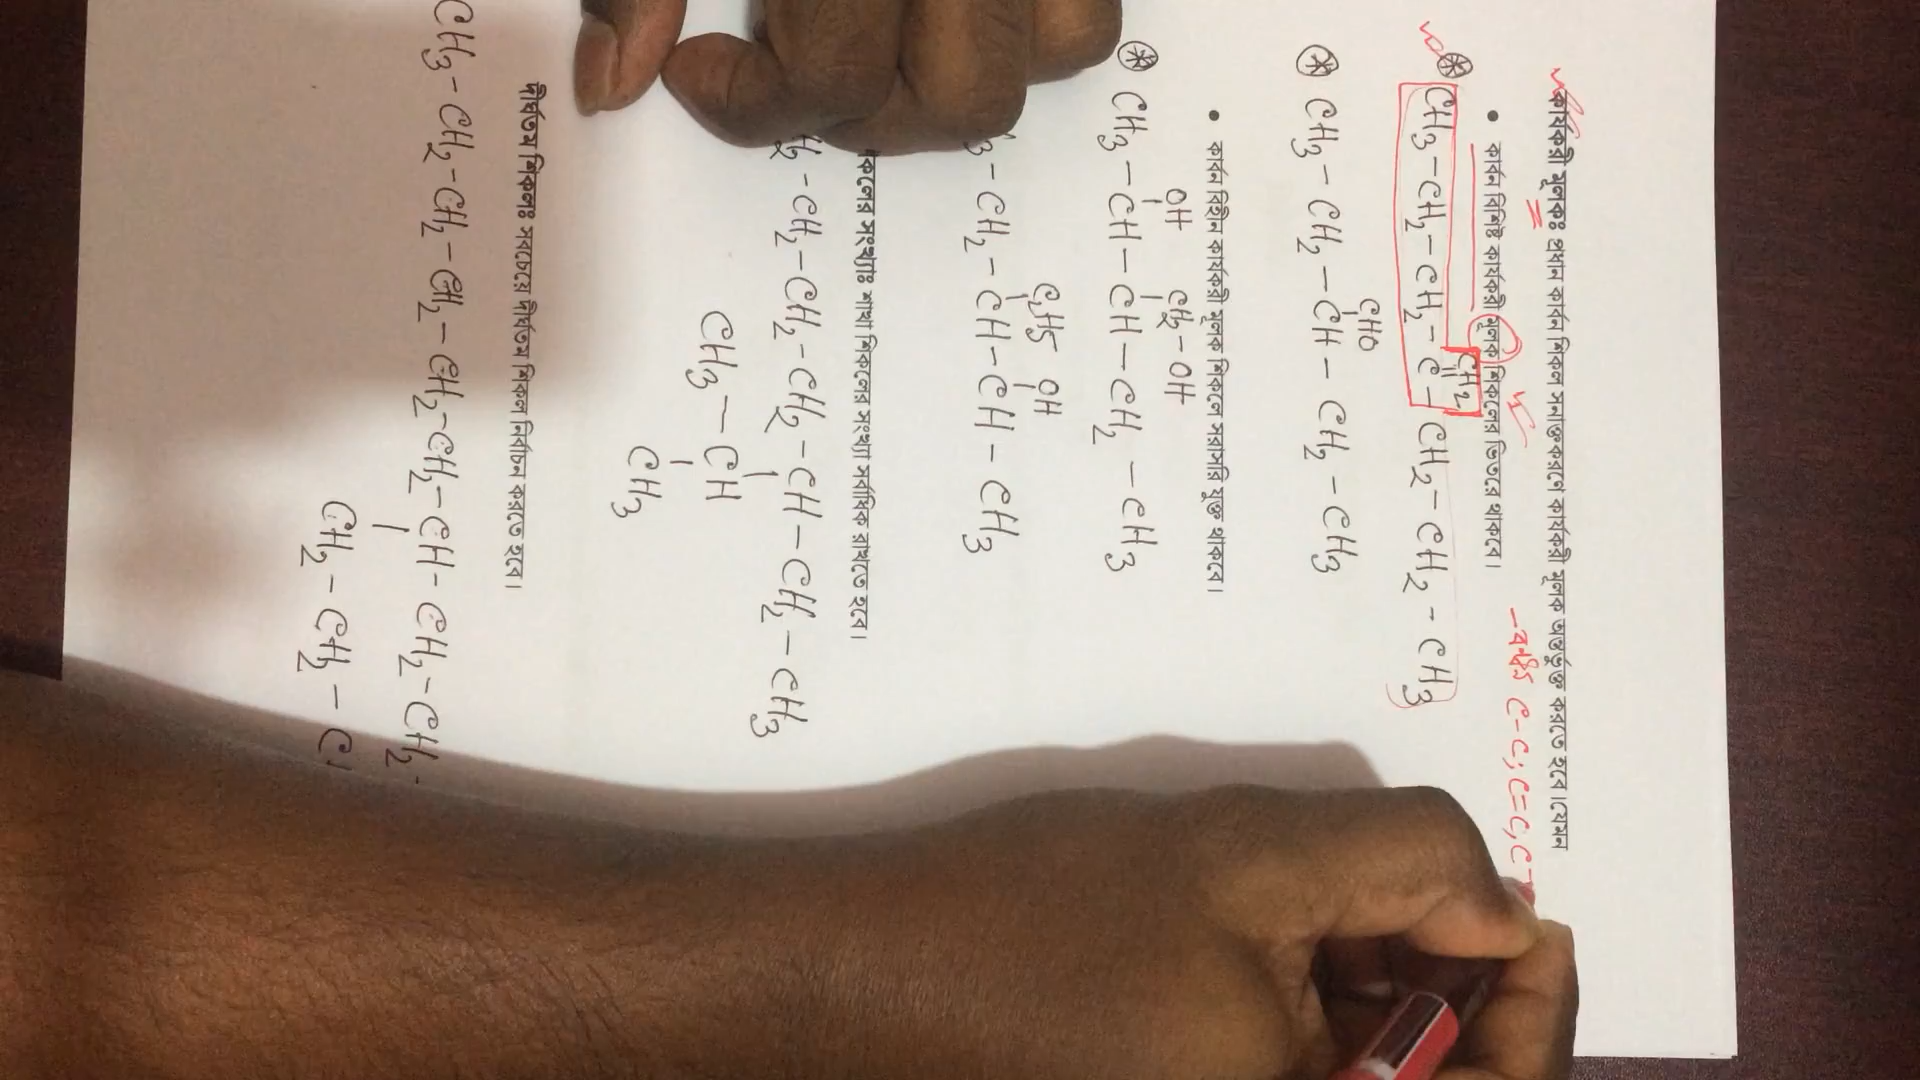 কার্যকরী মূলকঃ প্রধান কার্বন শিকল সনাক্তকরণে কার্যকরী মূলক অন্তর্ভুক্ত করতে হবে।যেমন
- বন্ধন C-C; C=C; C
• কার্বন বিশিষ্ট কার্যকরী মূলক শিকলের ভিতরে থাকবে।
CH2
||
CH3-CH2-CH2-C-CH2-CH2-CH3
CHO
|
CH3-CH2-CH-CH2-CH3
• কার্বন বিহীন কার্যকরী মূলক শিকলে সরাসরি যুক্ত থাকবে।
OH CH2-OH
| |
CH3-CH-CH-CH2-CH3
C2H5 OH
| |
3-CH2-CH-CH-CH3
কলের সংখ্যাঃ শাখা শিকলের সংখ্যা সর্বাধিক রাখতে হবে।
H2-CH2-CH2-CH2-CH-CH2-CH3
|
CH3-CH
|
CH3
দীর্ঘতম শিকলঃ সবচেয়ে দীর্ঘতম শিকল নির্বাচন করতে হবে।
CH3-CH2-CH2-CH2-CH2-CH2-CH-CH2-CH2-
|
CH2-CH2-C